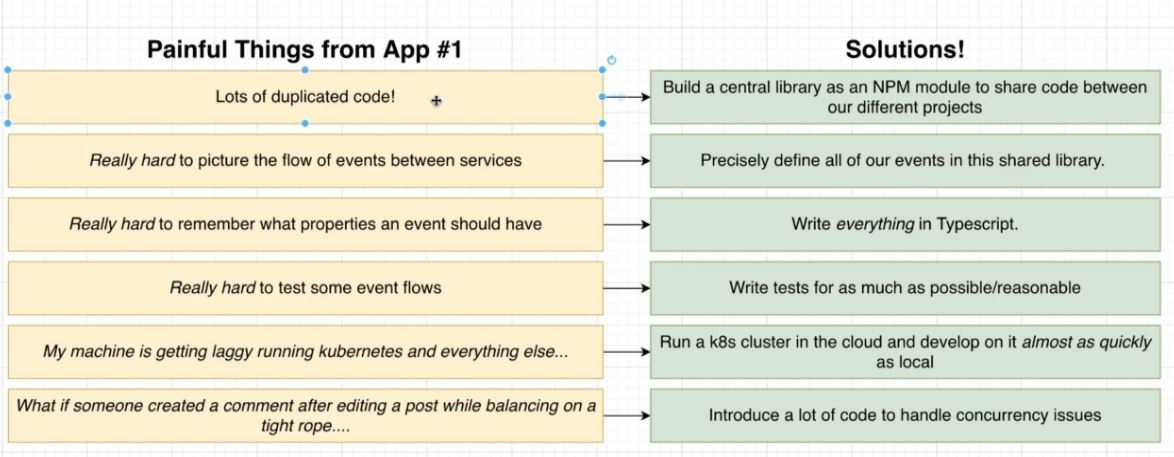 Painful Things from App #1
Solutions!
Lots of duplicated code!
Build a central library as an NPM module to share code between
our different projects
Really hard to picture the flow of events between services
Precisely define all of our events in this shared library.
Really hard to remember what properties an event should have
Write everything in Typescript.
Really hard to test some event flows
Write tests for as much as possible/reasonable
My machine is getting laggy running kubernetes and everything else...
Run a k8s cluster in the cloud and develop on it almost as quickly
as local
What if someone created a comment after editing a post while balancing on a
tight rope....
Introduce a lot of code to handle concurrency issues